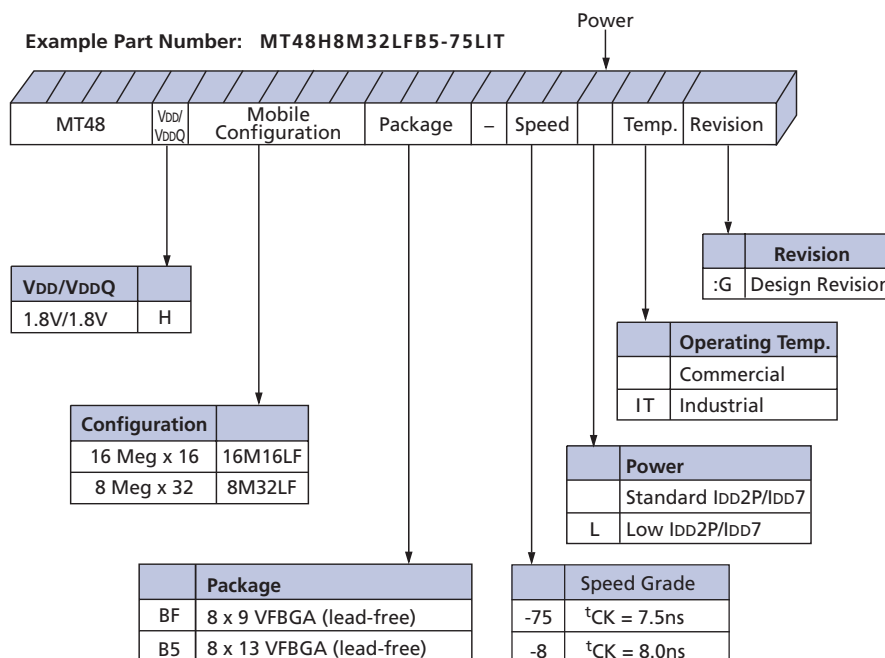 Power
Example Part Number: MT48H8M32LFB5-75LIT
MT48
VDD/
VDDQ
Mobile
Configuration
Package
–
Speed
Temp.
Revision
Revision
:G Design Revision
VDD/VDDQ
1.8V/1.8V H
Operating Temp.
Commercial
IT Industrial
Configuration
16 Meg x 16 16M16LF
8 Meg x 32 8M32LF
Power
Standard IDD2P/IDD7
L Low IDD2P/IDD7
Package
BF 8 x 9 VFBGA (lead-free)
B5 8 x 13 VFBGA (lead-free)
Speed Grade
-75 tCK = 7.5ns
-8 tCK = 8.0ns